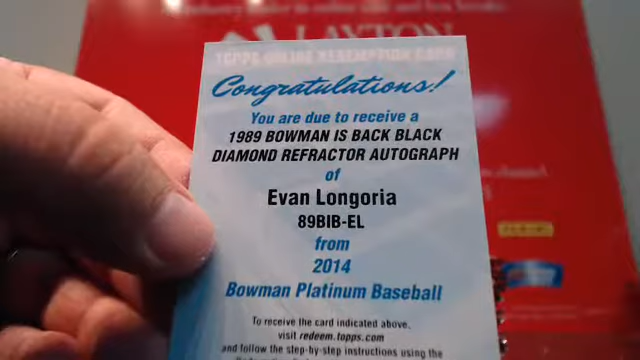 LAYTON
TOPPS ONLINE REDEMPTION CARD
Congratulations!
You are due to receive a
1989 BOWMAN IS BACK BLACK
DIAMOND REFRACTOR AUTOGRAPH
of
Evan Longoria
89BIB-EL
from
2014
Bowman Platinum Baseball
To receive the card indicated above,
visit redeem.topps.com
and follow the step-by-step instructions using the
PANINI